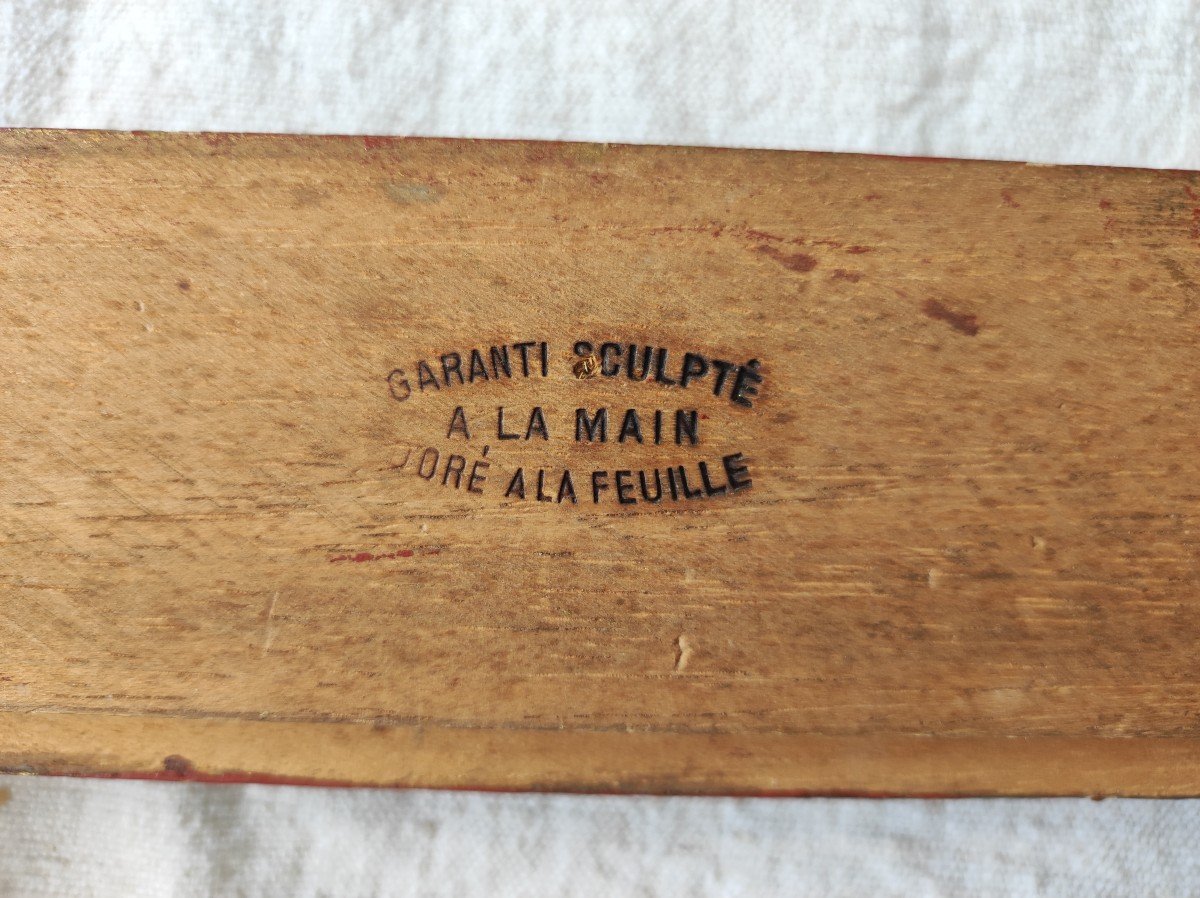 GARANTI SCULPTÉ
A LA MAIN
DORÉ A LA FEUILLE